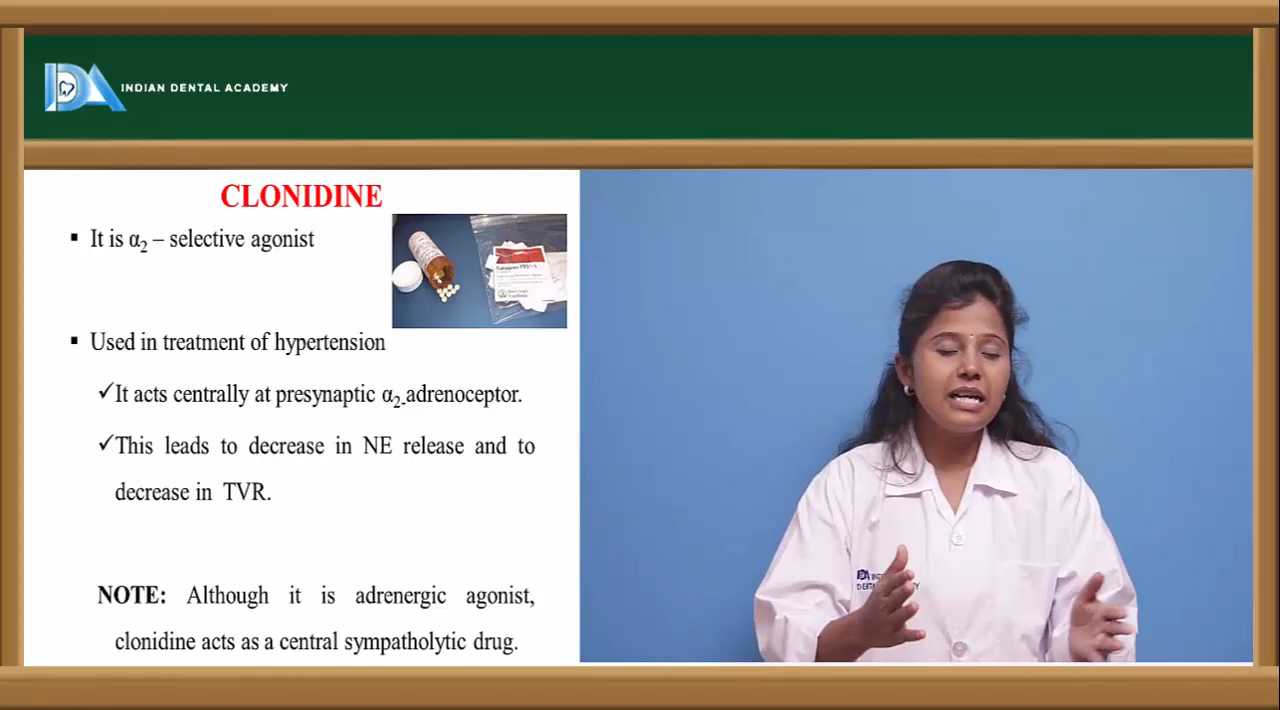 INDIAN DENTAL ACADEMY
CLONIDINE
▪ It is α₂ – selective agonist
▪ Used in treatment of hypertension
✓It acts centrally at presynaptic α₂-adrenoceptor.
✓This leads to decrease in NE release and to
decrease in TVR.
NOTE: Although it is adrenergic agonist,
clonidine acts as a central sympatholytic drug.